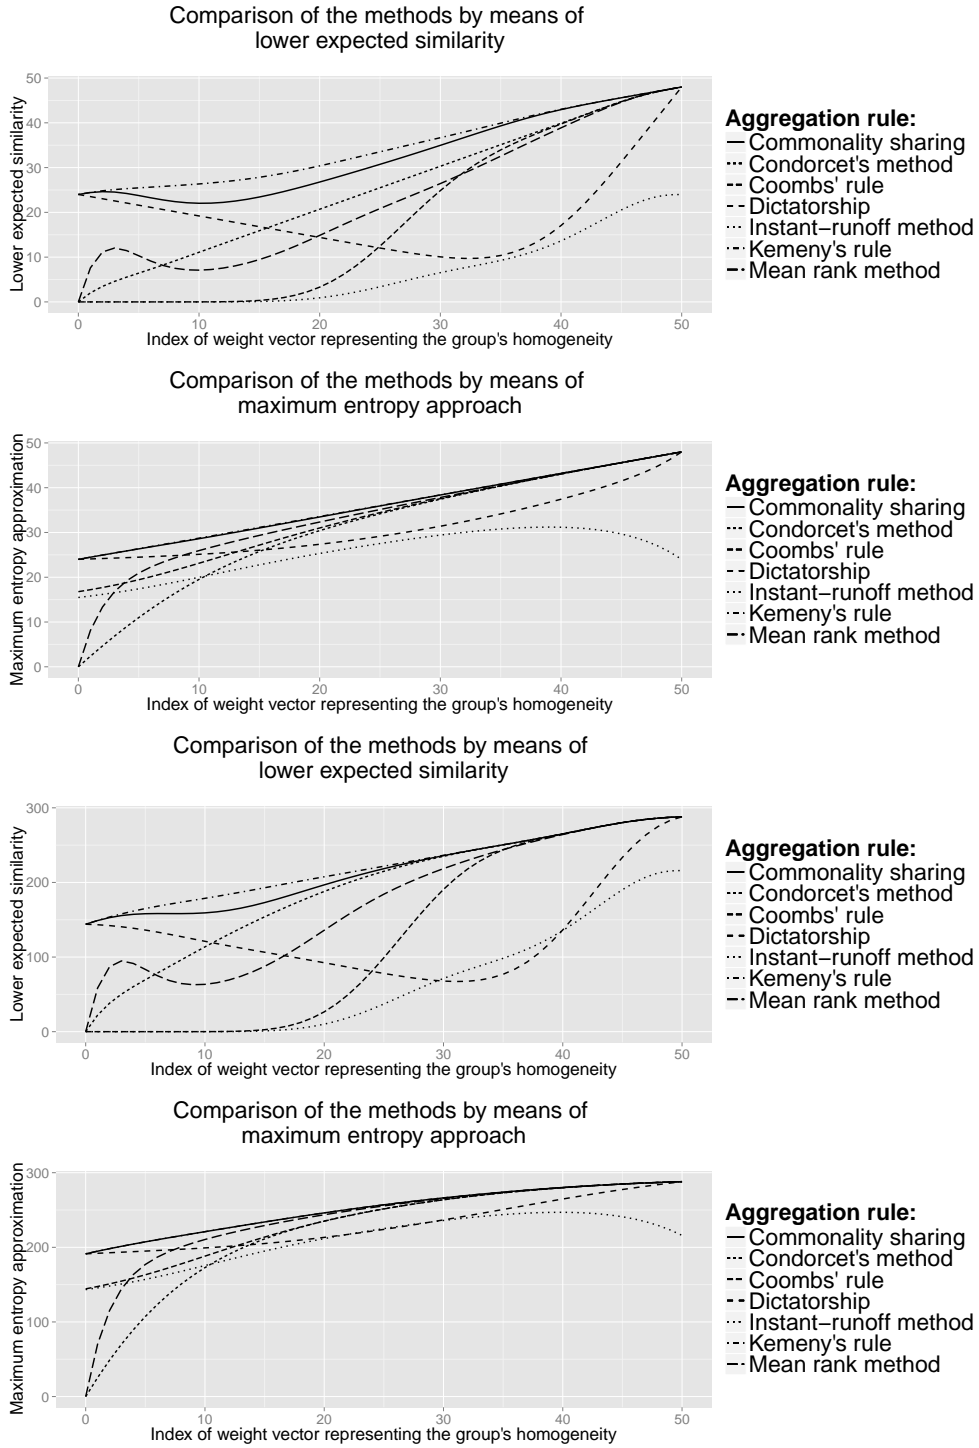 Comparison of the methods by means of
lower expected similarity
Lower expected similarity
50
40
30
20
10
0
0 10 20 30 40 50
Index of weight vector representing the group's homogeneity
Aggregation rule:
Commonality sharing
Condorcet's method
Coombs' rule
Dictatorship
Instant−runoff method
Kemeny's rule
Mean rank method
Comparison of the methods by means of
maximum entropy approach
Maximum entropy approximation
50
40
30
20
10
0
0 10 20 30 40 50
Index of weight vector representing the group's homogeneity
Aggregation rule:
Commonality sharing
Condorcet's method
Coombs' rule
Dictatorship
Instant−runoff method
Kemeny's rule
Mean rank method
Comparison of the methods by means of
lower expected similarity
Lower expected similarity
300
200
100
0
0 10 20 30 40 50
Index of weight vector representing the group's homogeneity
Aggregation rule:
Commonality sharing
Condorcet's method
Coombs' rule
Dictatorship
Instant−runoff method
Kemeny's rule
Mean rank method
Comparison of the methods by means of
maximum entropy approach
Maximum entropy approximation
300
200
100
0
0 10 20 30 40 50
Index of weight vector representing the group's homogeneity
Aggregation rule:
Commonality sharing
Condorcet's method
Coombs' rule
Dictatorship
Instant−runoff method
Kemeny's rule
Mean rank method